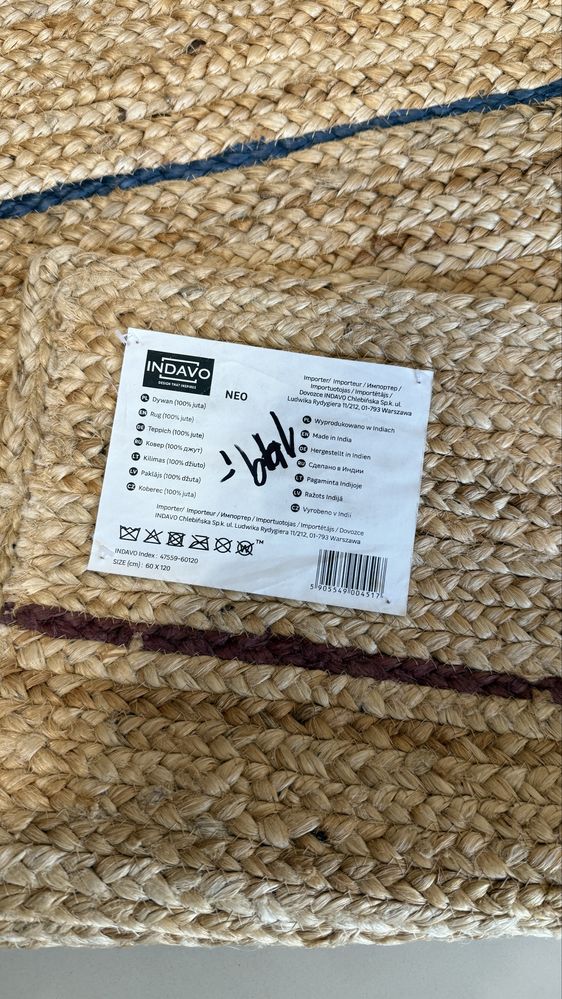 INDAVO
DESIGN THAT INSPIRES
NEO
PL Dywan (100% juta)
EN Rug (100% jute)
DE Teppich (100% jute)
RU Ковер (100% джут)
LT Kilimas (100% džiuto)
LV Paklājs (100% džuta)
CZ Koberec (100% juta)
Importer/ Importeur / Импортер /
Importuotojas / Importētājs /
Dovozce INDAVO Chlebińska Sp.k. ul.
Ludwika Rydygiera 11/212, 01-793 Warszawa
PL Wyprodukowano w Indiach
EN Made in India
DE Hergestellt in Indien
RU Сделано в Индии
LT Pagaminta Indijoje
LV Ražots Indijā
CZ Vyrobeno v Indii
Importer/ Importeur / Импортер / Importuotojas / Importētājs / Dovozce
INDAVO Chlebińska Sp.k. ul. Ludwika Rydygiera 11/212, 01-793 Warszawa
TM
INDAVO Index : 47559-60120
SIZE (cm) : 60 X 120
5 905549 004517